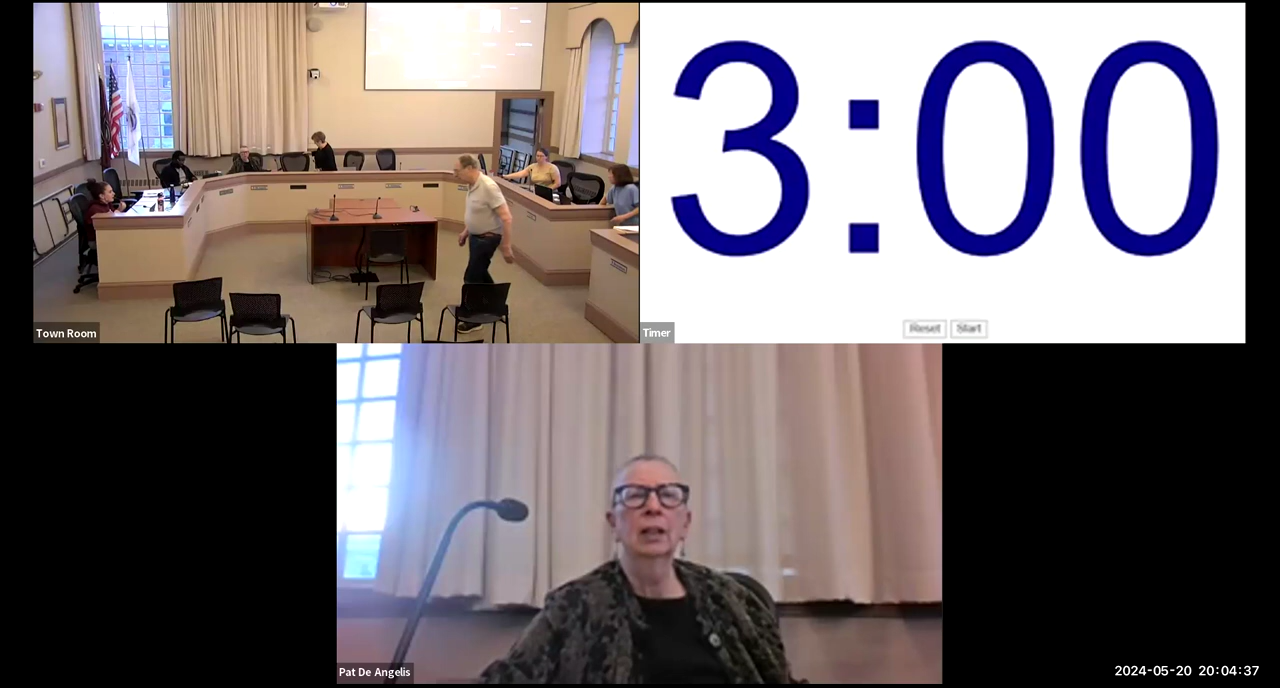 3:00
Town Room
Timer
Reset Start
Pat De Angelis
2024-05-20 20:04:37